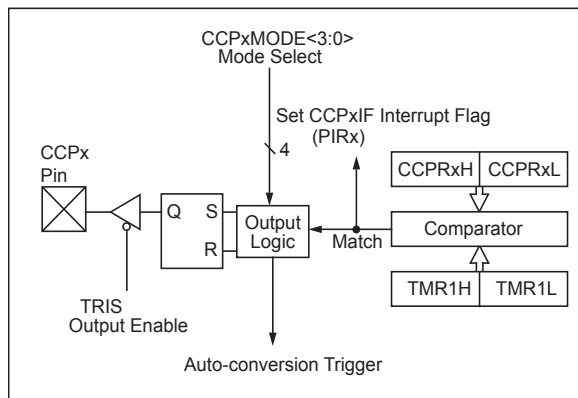 CCPxMODE<3:0>
Mode Select
Set CCPxIF Interrupt Flag
(PIRx)
4
CCPx
Pin
CCPRxH CCPRxL
Q S
R
Output
Logic
Match
Comparator
TRIS
Output Enable
TMR1H TMR1L
Auto-conversion Trigger